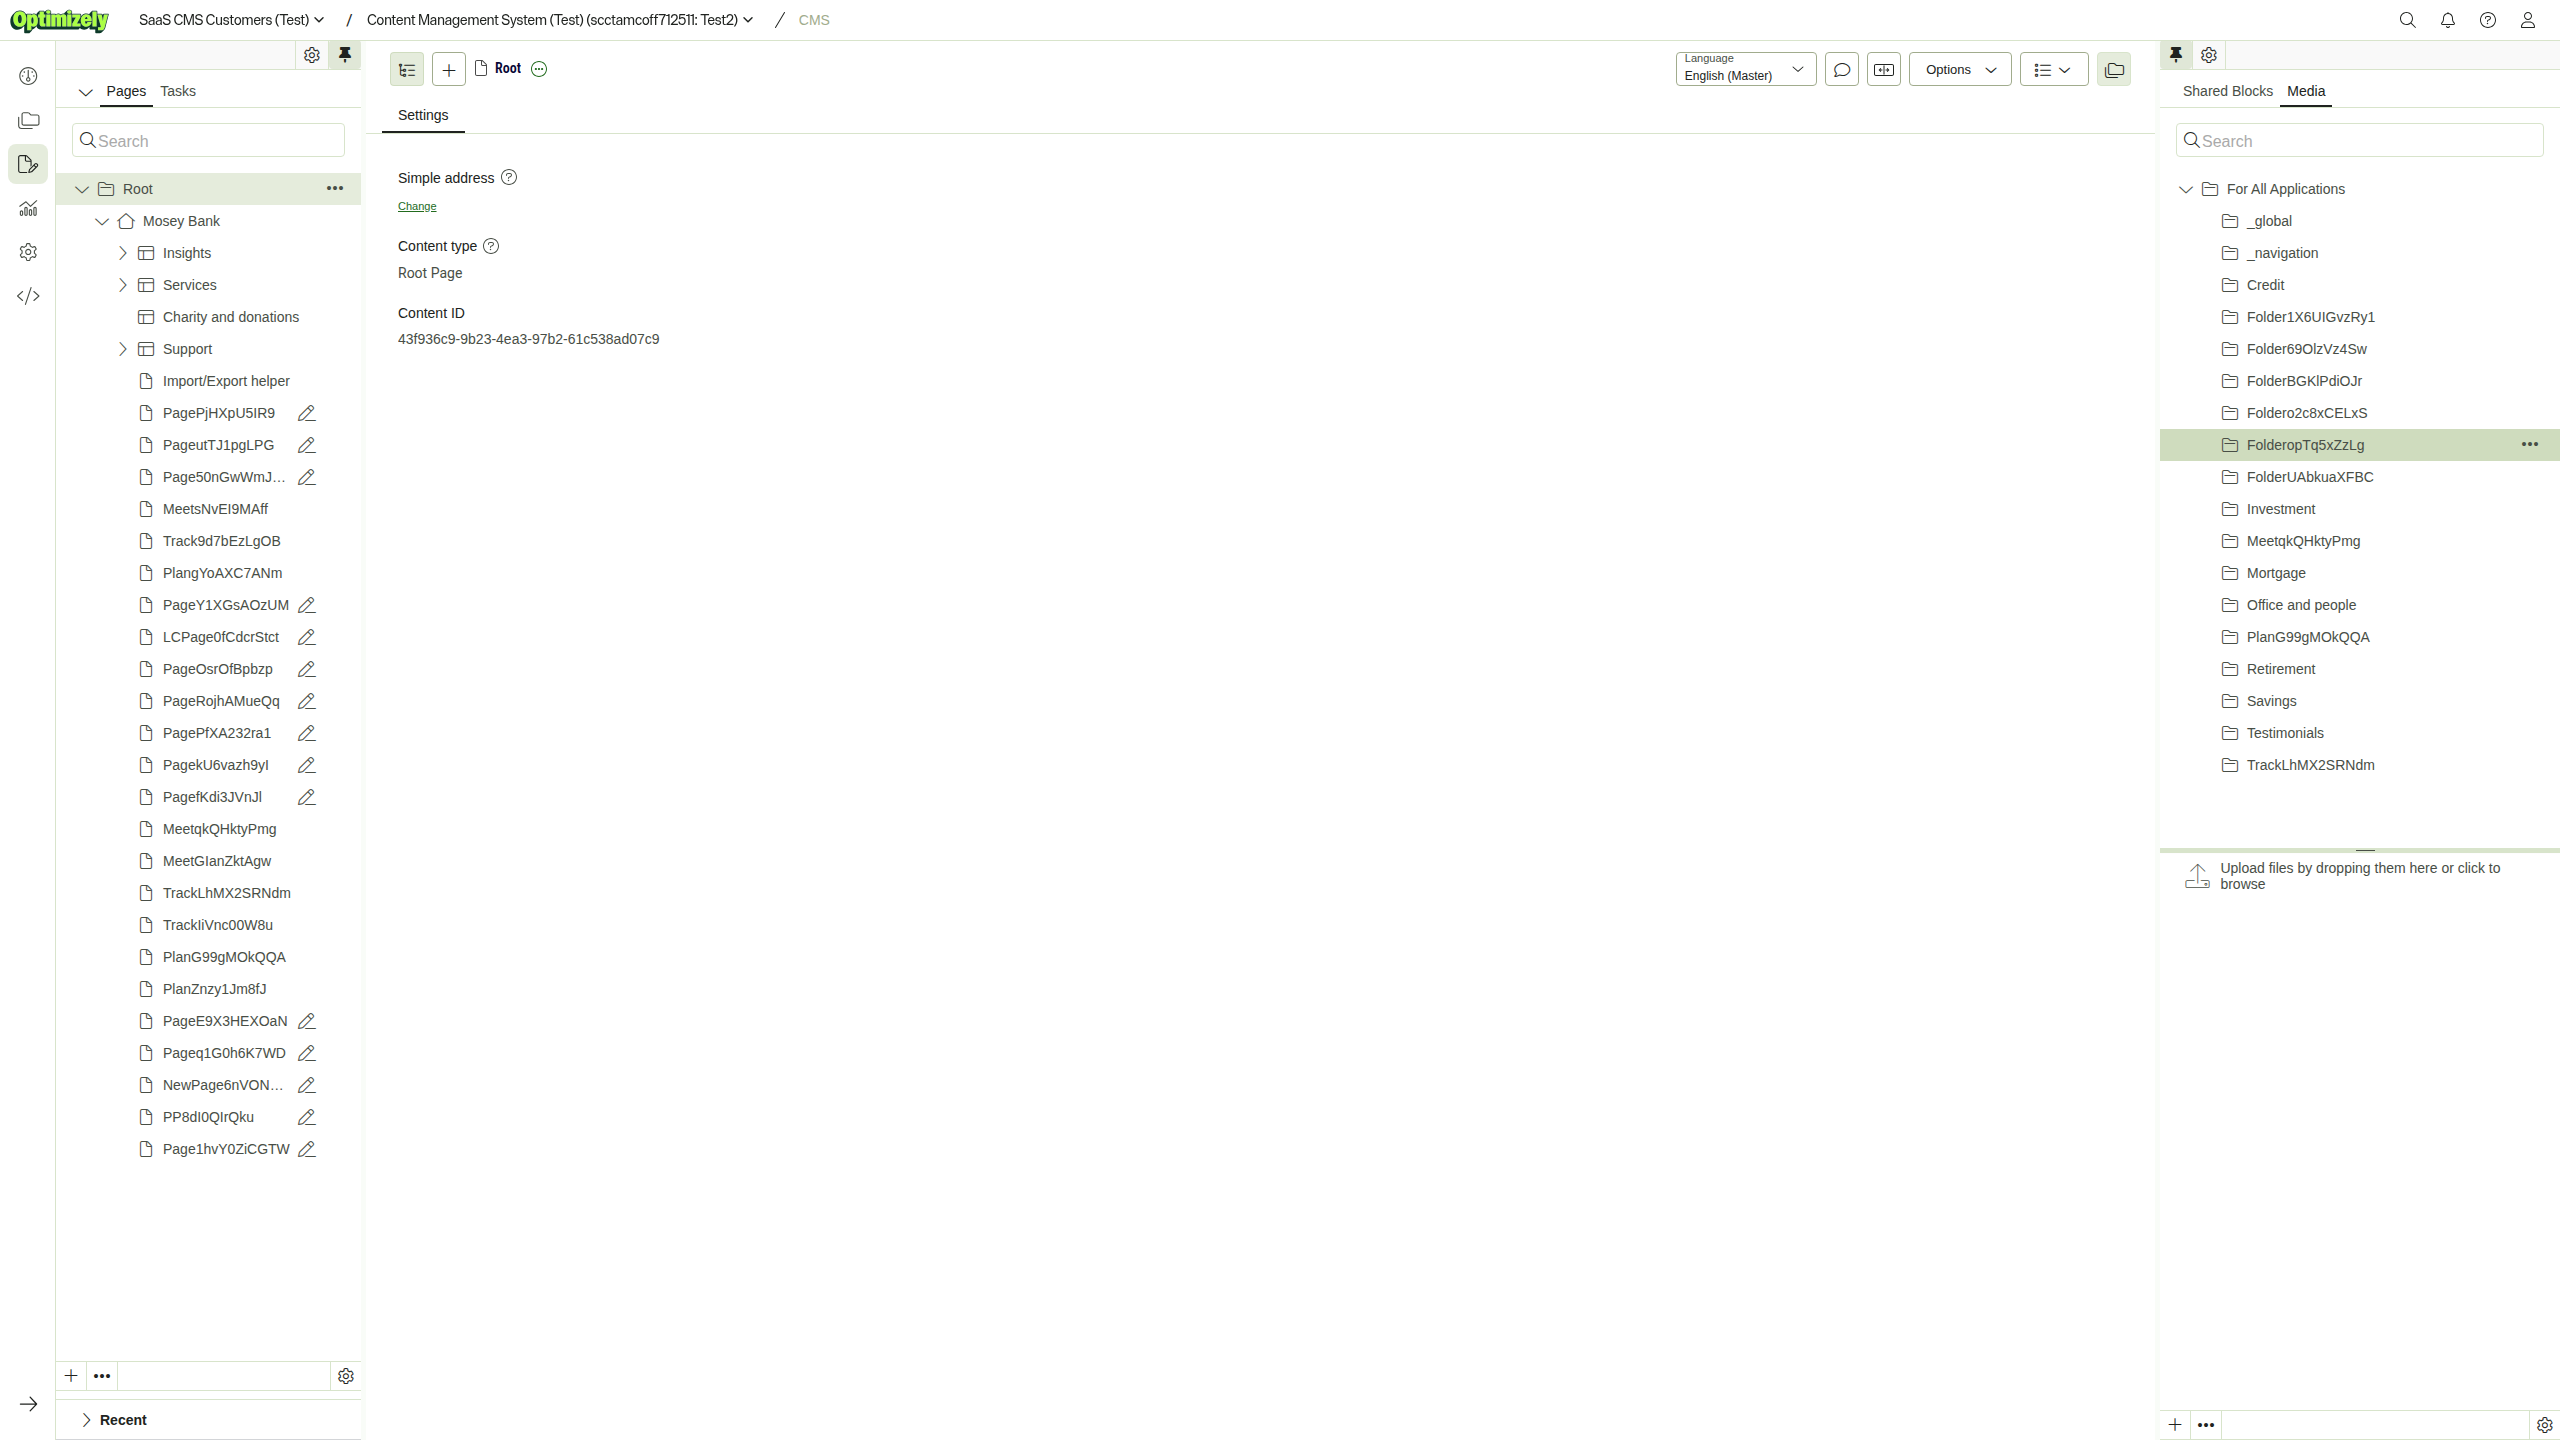 Optimizely
SaaS CMS Customers (Test) / Content Management System (Test) (scctamcoff712511: Test2) / CMS
Pages Tasks
Search
Root
Mosey Bank
Insights
Services
Charity and donations
Support
Import/Export helper
PagePjHXpU5IR9
PageutTJ1pgLPG
Page50nGwWmJ…
MeetsNvEI9MAff
Track9d7bEzLgOB
PlangYoAXC7ANm
PageY1XGsAOzUM
LCPage0fCdcrStct
PageOsrOfBpbzp
PageRojhAMueQq
PagePfXA232ra1
PagekU6vazh9yI
PagefKdi3JVnJl
MeetqkQHktyPmg
MeetGIanZktAgw
TrackLhMX2SRNdm
TrackIiVnc00W8u
PlanG99gMOkQQA
PlanZnzy1Jm8fJ
PageE9X3HEXOaN
Pageq1G0h6K7WD
NewPage6nVON…
PP8dI0QIrQku
Page1hvY0ZiCGTW
Recent
Root
Language
English (Master)
Options
Settings
Simple address
Change
Content type
Root Page
Content ID
43f936c9-9b23-4ea3-97b2-61c538ad07c9
Shared Blocks Media
Search
For All Applications
_global
_navigation
Credit
Folder1X6UIGvzRy1
Folder69OlzVz4Sw
FolderBGKlPdiOJr
Foldero2c8xCELxS
FolderopTq5xZzLg
FolderUAbkuaXFBC
Investment
MeetqkQHktyPmg
Mortgage
Office and people
PlanG99gMOkQQA
Retirement
Savings
Testimonials
TrackLhMX2SRNdm
Upload files by dropping them here or click to
browse